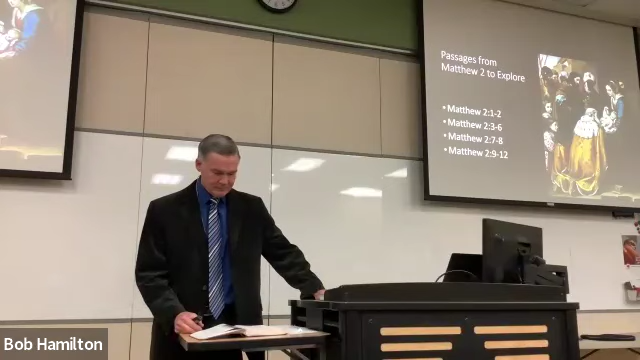 Passages from
Matthew 2 to Explore
• Matthew 2:1-2
• Matthew 2:3-6
• Matthew 2:7-8
• Matthew 2:9-12
Bob Hamilton